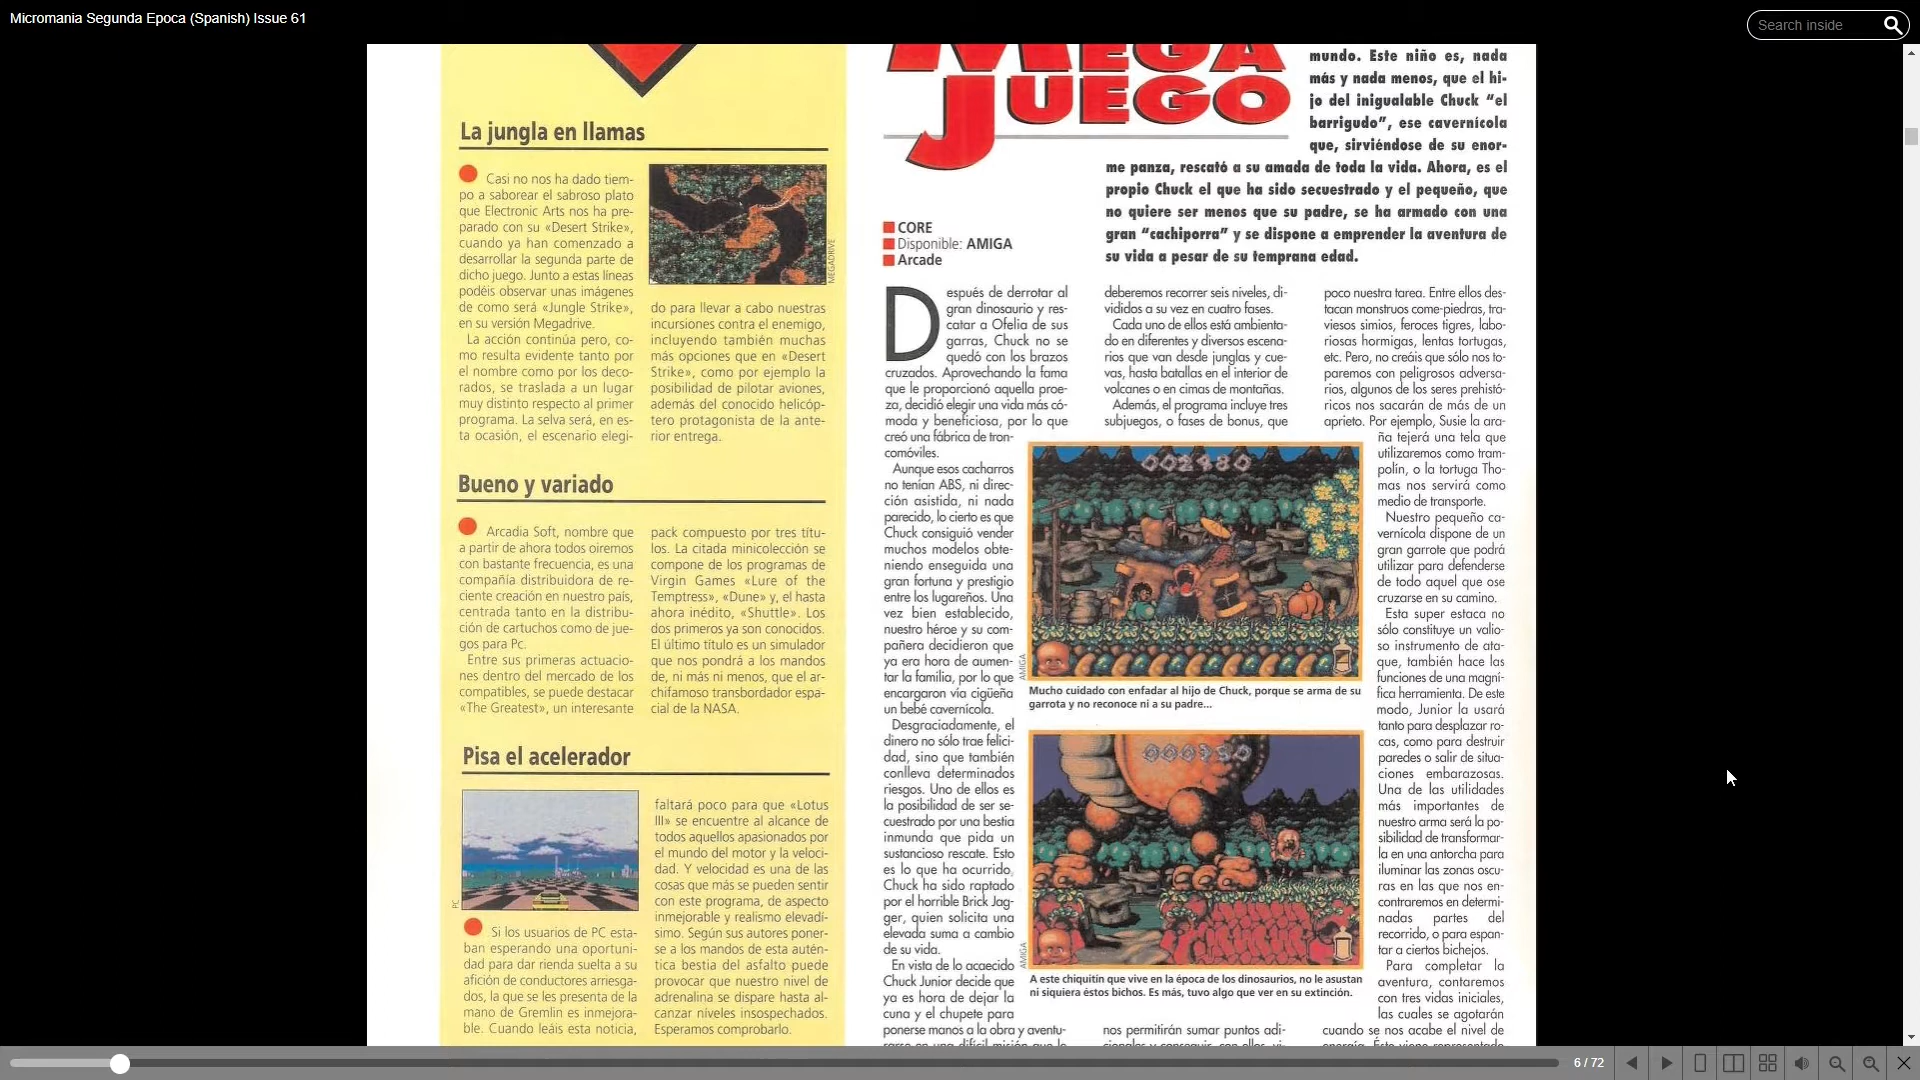 Micromania Segunda Epoca (Spanish) Issue 61
Search inside
La jungla en llamas
Casi no nos ha dado tiem-
po a saborear el sabroso plato
que Electronic Arts nos ha pre-
parado con su «Desert Strike»,
cuando ya han comenzado a
desarrollar la segunda parte de
dicho juego. Junto a estas líneas
podéis observar unas imágenes
de como será «Jungle Strike»,
en su versión Megadrive.
La acción continúa pero, co-
mo resulta evidente tanto por
el nombre como por los deco-
rados, se traslada a un lugar
muy distinto respecto al primer
programa. La selva será, en es-
ta ocasión, el escenario elegi-
MEGADRIVE
do para llevar a cabo nuestras
incursiones contra el enemigo,
incluyendo también muchas
más opciones que en «Desert
Strike», como por ejemplo la
posibilidad de pilotar aviones,
además del conocido helicóp-
tero protagonista de la ante-
rior entrega.
Bueno y variado
Arcadia Soft, nombre que
a partir de ahora todos oiremos
con bastante frecuencia, es una
compañía distribuidora de re-
ciente creación en nuestro país,
centrada tanto en la distribu-
ción de cartuchos como de jue-
gos para Pc.
Entre sus primeras actuacio-
nes dentro del mercado de los
compatibles, se puede destacar
«The Greatest», un interesante
pack compuesto por tres títu-
los. La citada minicolección se
compone de los programas de
Virgin Games «Lure of the
Temptress», «Dune» y, el hasta
ahora inédito, «Shuttle». Los
dos primeros ya son conocidos.
El último título es un simulador
que nos pondrá a los mandos
de, ni más ni menos, que el ar-
chifamoso transbordador espa-
cial de la NASA.
Pisa el acelerador
PC
Si los usuarios de PC esta-
ban esperando una oportuni-
dad para dar rienda suelta a su
afición de conductores arriesga-
dos, la que se les presenta de la
mano de Gremlin es inmejora-
ble. Cuando leáis esta noticia,
faltará poco para que «Lotus
III» se encuentre al alcance de
todos aquellos apasionados por
el mundo del motor y la veloci-
dad. Y velocidad es una de las
cosas que más se pueden sentir
con este programa, de aspecto
inmejorable y realismo elevadí-
simo. Según sus autores poner-
se a los mandos de esta autén-
tica bestia del asfalto puede
provocar que nuestro nivel de
adrenalina se dispare hasta al-
canzar niveles insospechados.
Esperamos comprobarlo.
MEGA
JUEGO
mundo. Este niño es, nada
más y nada menos, que el hi-
jo del inigualable Chuck “el
barrigudo”, ese cavernícola
que, sirviéndose de su enor-
me panza, rescató a su amada de toda la vida. Ahora, es el
propio Chuck el que ha sido secuestrado y el pequeño, que
no quiere ser menos que su padre, se ha armado con una
gran “cachiporra” y se dispone a emprender la aventura de
su vida a pesar de su temprana edad.
CORE
Disponible: AMIGA
Arcade
Después de derrotar al
gran dinosaurio y res-
catar a Ofelia de sus
garras, Chuck no se
quedó con los brazos
cruzados. Aprovechando la fama
que le proporcionó aquella proe-
za, decidió elegir una vida más có-
moda y beneficiosa, por lo que
creó una fábrica de tron-
comóviles.
Aunque esos cacharros
no tenían ABS, ni direc-
ción asistida, ni nada
parecido, lo cierto es que
Chuck consiguió vender
muchos modelos obte-
niendo enseguida una
gran fortuna y prestigio
entre los lugareños. Una
vez bien establecido,
nuestro héroe y su com-
pañera decidieron que
ya era hora de aumen-
tar la familia, por lo que
encargaron vía cigüeña
un bebé cavernícola.
Desgraciadamente, el
dinero no sólo trae felici-
dad, sino que también
conlleva determinados
riesgos. Uno de ellos es
la posibilidad de ser se-
cuestrado por una bestia
inmunda que pida un
sustancioso rescate. Esto
es lo que ha ocurrido,
Chuck ha sido raptado
por el horrible Brick Jag-
ger, quien solicita una
elevada suma a cambio
de su vida.
En vista de lo acaecido
Chuck Junior decide que
ya es hora de dejar la
cuna y el chupete para
ponerse manos a la obra y aventu-
rarse en una difícil misión que le
deberemos recorrer seis niveles, di-
vididos a su vez en cuatro fases.
Cada uno de ellos está ambienta-
do en diferentes y diversos escena-
rios que van desde junglas y cue-
vas, hasta batallas en el interior de
volcanes o en cimas de montañas.
Además, el programa incluye tres
subjuegos, o fases de bonus, que
002480
AMIGA
Mucho cuidado con enfadar al hijo de Chuck, porque se arma de su
garrota y no reconoce ni a su padre...
000750
AMIGA
A este chiquitín que vive en la época de los dinosaurios, no le asustan
ni siquiera éstos bichos. Es más, tuvo algo que ver en su extinción.
nos permitirán sumar puntos adi-
cionales y conseguir, con ellos, vi-
poco nuestra tarea. Entre ellos des-
tacan monstruos come-piedras, tra-
viesos simios, feroces tigres, labo-
riosas hormigas, lentas tortugas,
etc. Pero, no creáis que sólo nos to-
paremos con peligrosos adversa-
rios, algunos de los seres prehistó-
ricos nos sacarán de más de un
aprieto. Por ejemplo, Susie la ara-
ña tejerá una tela que
utilizaremos como tram-
polín, o la tortuga Tho-
mas nos servirá como
medio de transporte.
Nuestro pequeño ca-
vernícola dispone de un
gran garrote que podrá
utilizar para defenderse
de todo aquel que ose
cruzarse en su camino.
Esta super estaca no
sólo constituye un valio-
so instrumento de ata-
que, también hace las
funciones de una magní-
fica herramienta. De este
modo, Junior la usará
tanto para desplazar ro-
cas, como para destruir
paredes o salir de situa-
ciones embarazosas.
Una de las utilidades
más importantes de
nuestro arma será la po-
sibilidad de transformar-
la en una antorcha para
iluminar las zonas oscu-
ras en las que nos en-
contraremos en determi-
nadas partes del
recorrido, o para espan-
tar a ciertos bichejos.
Para completar la
aventura, contaremos
con tres vidas iniciales,
las cuales se agotarán
cuando se nos acabe el nivel de
energía. Éste viene representado
6 / 72